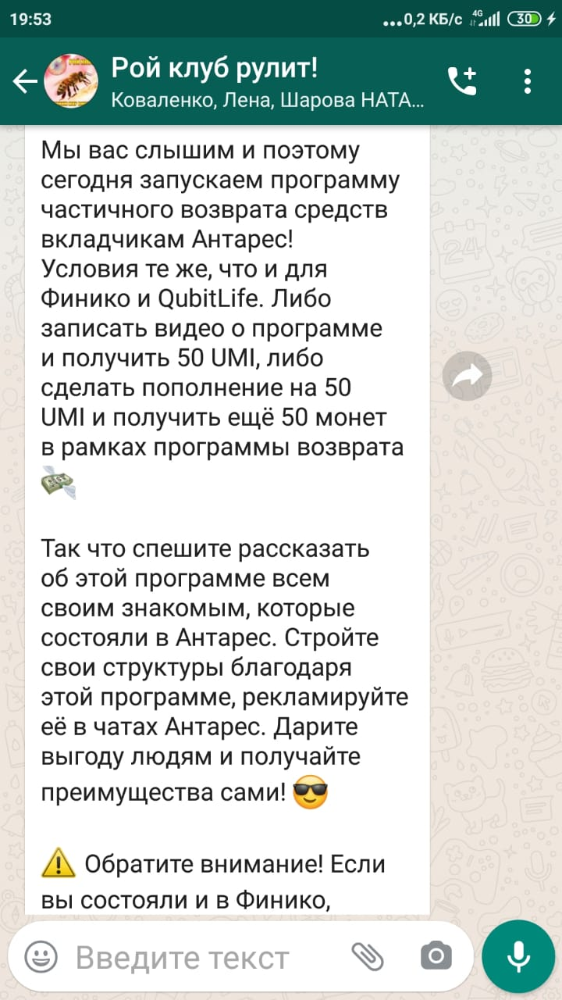 19:53
...0,2 КБ/с 4G 30
Рой клуб рулит!
Коваленко, Лена, Шарова НАТА...
Мы вас слышим и поэтому
сегодня запускаем программу
частичного возврата средств
вкладчикам Антарес!
Условия те же, что и для
Финико и QubitLife. Либо
записать видео о программе
и получить 50 UMI, либо
сделать пополнение на 50
UMI и получить ещё 50 монет
в рамках программы возврата
Так что спешите рассказать
об этой программе всем
своим знакомым, которые
состояли в Антарес. Стройте
свои структуры благодаря
этой программе, рекламируйте
её в чатах Антарес. Дарите
выгоду людям и получайте
преимущества сами! 😎
⚠️ Обратите внимание! Если
вы состояли и в Финико,
Введите текст